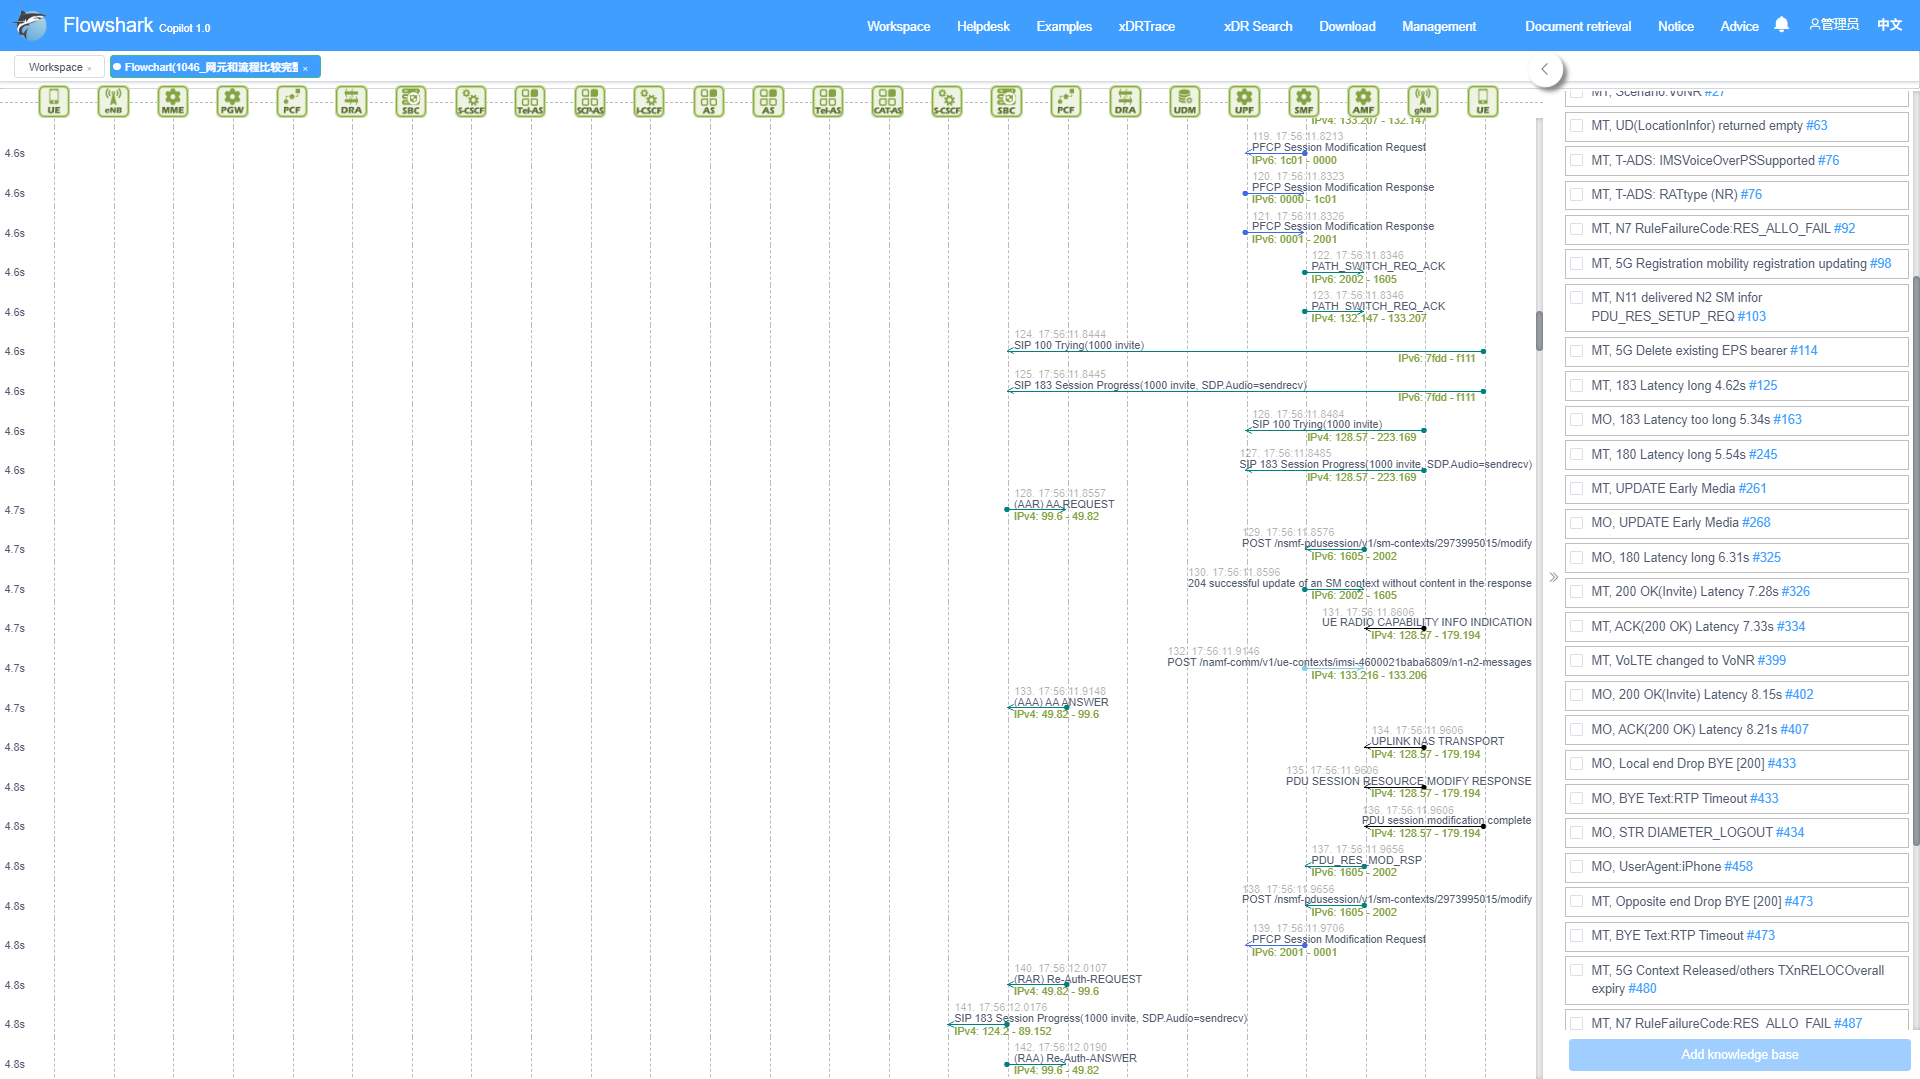 Flowshark Copilot 1.0
Workspace Helpdesk Examples xDRTrace xDR Search Download Management Document retrieval Notice Advice 管理员 中文
Workspace × Flowchart(1046_网元和流程比较完整 ×
UE eNB MME PGW PCF DRA SBC S-CSCF Tel-AS SCP-AS I-CSCF AS AS Tel-AS CAT-AS S-CSCF SBC PCF DRA UDM UPF SMF AMF gNB UE
IPv4: 133.207 - 132.147
119. 17:56:11.8213
4.6s PFCP Session Modification Request
IPv6: 1c01 - 0000
120. 17:56:11.8323
4.6s PFCP Session Modification Response
IPv6: 0000 - 1c01
121. 17:56:11.8326
4.6s PFCP Session Modification Response
IPv6: 0001 - 2001
122. 17:56:11.8346
4.6s PATH_SWITCH_REQ_ACK
IPv6: 2002 - 1605
123. 17:56:11.8346
4.6s PATH_SWITCH_REQ_ACK
IPv4: 132.147 - 133.207
124. 17:56:11.8444
4.6s SIP 100 Trying(1000 invite)
IPv6: 7fdd - f111
125. 17:56:11.8445
4.6s SIP 183 Session Progress(1000 invite, SDP.Audio=sendrecv)
IPv6: 7fdd - f111
126. 17:56:11.8484
4.6s SIP 100 Trying(1000 invite)
IPv4: 128.57 - 223.169
127. 17:56:11.8485
4.6s SIP 183 Session Progress(1000 invite, SDP.Audio=sendrecv)
IPv4: 128.57 - 223.169
128. 17:56:11.8557
4.7s (AAR) AA REQUEST
IPv4: 99.6 - 49.82
129. 17:56:11.8576
4.7s POST /nsmf-pdusession/v1/sm-contexts/2973995015/modify
IPv6: 1605 - 2002
130. 17:56:11.8596
4.7s 204 successful update of an SM context without content in the response
IPv6: 2002 - 1605
131. 17:56:11.8606
4.7s UE RADIO CAPABILITY INFO INDICATION
IPv4: 128.57 - 179.194
132. 17:56:11.9146
4.7s POST /namf-comm/v1/ue-contexts/imsi-4600021baba6809/n1-n2-messages
IPv4: 133.216 - 133.206
133. 17:56:11.9148
4.7s (AAA) AA ANSWER
IPv4: 49.82 - 99.6
134. 17:56:11.9606
4.8s UPLINK NAS TRANSPORT
IPv4: 128.57 - 179.194
135. 17:56:11.9606
4.8s PDU SESSION RESOURCE MODIFY RESPONSE
IPv4: 128.57 - 179.194
136. 17:56:11.9606
4.8s PDU session modification complete
IPv4: 128.57 - 179.194
137. 17:56:11.9656
4.8s PDU_RES_MOD_RSP
IPv6: 1605 - 2002
138. 17:56:11.9656
4.8s POST /nsmf-pdusession/v1/sm-contexts/2973995015/modify
IPv6: 1605 - 2002
139. 17:56:11.9706
4.8s PFCP Session Modification Request
IPv6: 2001 - 0001
140. 17:56:12.0107
4.8s (RAR) Re-Auth-REQUEST
IPv4: 49.82 - 99.6
141. 17:56:12.0176
4.8s SIP 183 Session Progress(1000 invite, SDP.Audio=sendrecv)
IPv4: 124.2 - 89.152
142. 17:56:12.0190
4.8s (RAA) Re-Auth-ANSWER
IPv4: 99.6 - 49.82
MT, Scenario:VoNR #27
MT, UD(LocationInfor) returned empty #63
MT, T-ADS: IMSVoiceOverPSSupported #76
MT, T-ADS: RATtype (NR) #76
MT, N7 RuleFailureCode:RES_ALLO_FAIL #92
MT, 5G Registration mobility registration updating #98
MT, N11 delivered N2 SM infor
PDU_RES_SETUP_REQ #103
MT, 5G Delete existing EPS bearer #114
MT, 183 Latency long 4.62s #125
MO, 183 Latency too long 5.34s #163
MT, 180 Latency long 5.54s #245
MT, UPDATE Early Media #261
MO, UPDATE Early Media #268
MO, 180 Latency long 6.31s #325
MT, 200 OK(Invite) Latency 7.28s #326
MT, ACK(200 OK) Latency 7.33s #334
MT, VoLTE changed to VoNR #399
MO, 200 OK(Invite) Latency 8.15s #402
MO, ACK(200 OK) Latency 8.21s #407
MO, Local end Drop BYE [200] #433
MO, BYE Text:RTP Timeout #433
MO, STR DIAMETER_LOGOUT #434
MO, UserAgent:iPhone #458
MT, Opposite end Drop BYE [200] #473
MT, BYE Text:RTP Timeout #473
MT, 5G Context Released/others TXnRELOCOverall
expiry #480
MT, N7 RuleFailureCode:RES_ALLO_FAIL #487
Add knowledge base